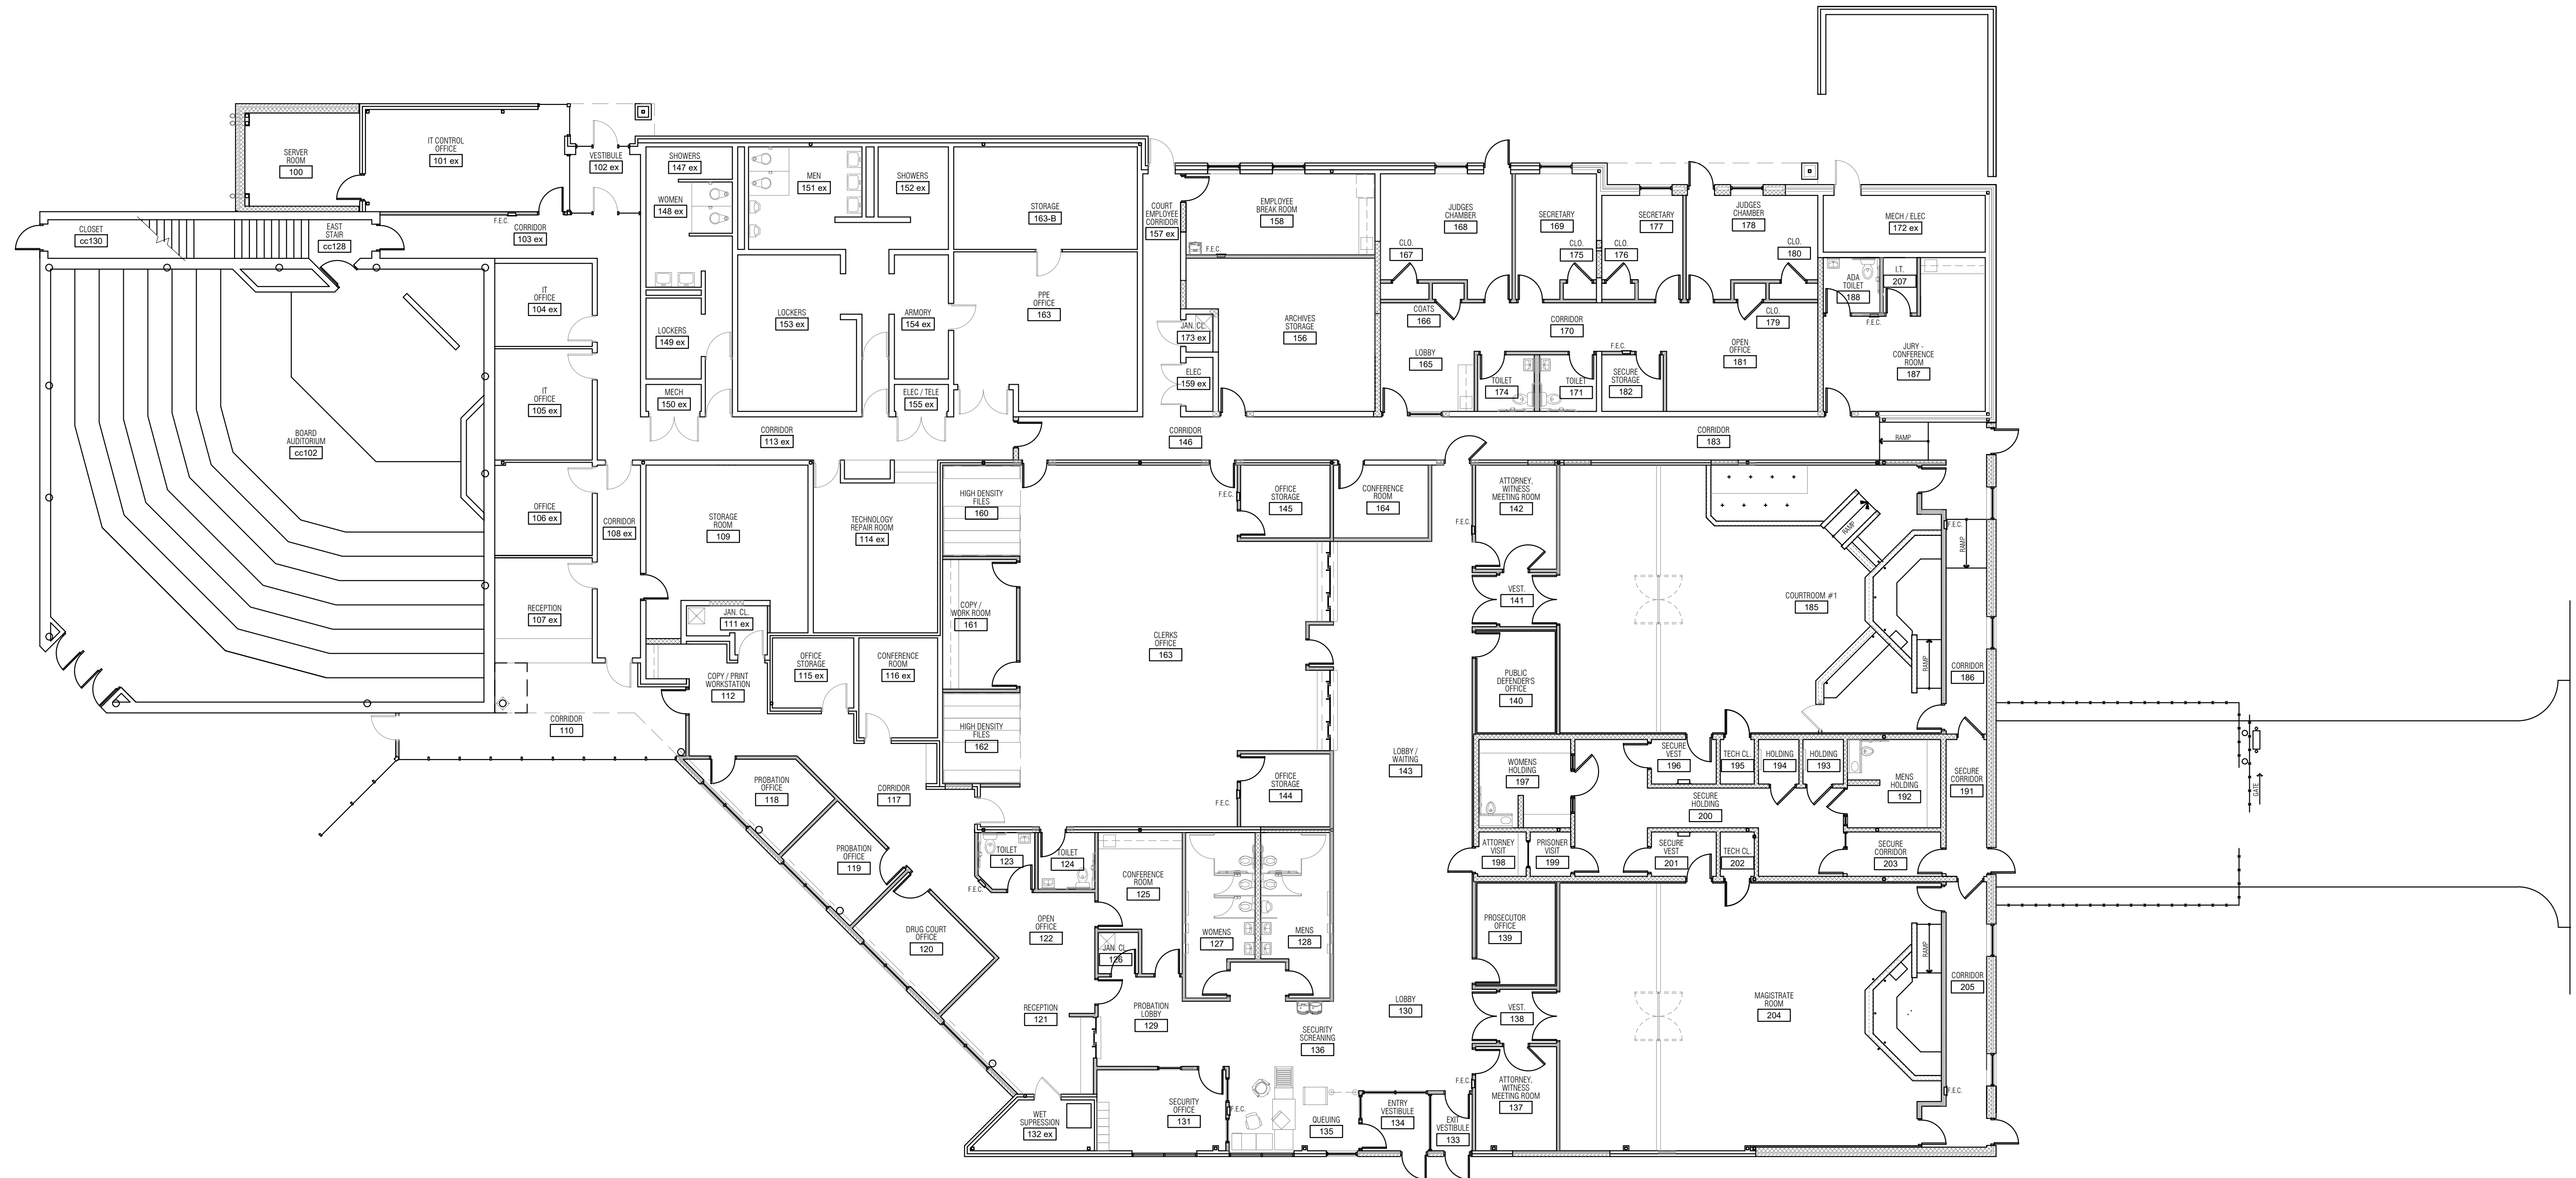 SERVER
ROOM
100
IT CONTROL
OFFICE
101 ex
VESTIBULE
102 ex
F.E.C.
CORRIDOR
103 ex
CLOSET
cc130
EAST
STAIR
cc128
BOARD
AUDITORIUM
cc102
IT
OFFICE
104 ex
IT
OFFICE
105 ex
OFFICE
106 ex
RECEPTION
107 ex
CORRIDOR
108 ex
CORRIDOR
110
SHOWERS
147 ex
WOMEN
148 ex
LOCKERS
149 ex
MECH
150 ex
MEN
151 ex
SHOWERS
152 ex
LOCKERS
153 ex
ARMORY
154 ex
ELEC / TELE
155 ex
STORAGE
163-B
PPE
OFFICE
163
CORRIDOR
113 ex
STORAGE
ROOM
109
TECHNOLOGY
REPAIR ROOM
114 ex
JAN. CL.
111 ex
COPY / PRINT
WORKSTATION
112
OFFICE
STORAGE
115 ex
CONFERENCE
ROOM
116 ex
CORRIDOR
117
PROBATION
OFFICE
118
PROBATION
OFFICE
119
DRUG COURT
OFFICE
120
COURT
EMPLOYEE
CORRIDOR
157 ex
EMPLOYEE
BREAK ROOM
158
F.E.C.
JAN. CL.
173 ex
ELEC
159 ex
ARCHIVES
STORAGE
156
CORRIDOR
146
JUDGES
CHAMBER
168
CLO.
167
SECRETARY
169
CLO.
175
SECRETARY
177
CLO.
176
JUDGES
CHAMBER
178
CLO.
180
MECH / ELEC
172 ex
COATS
166
CORRIDOR
170
CLO.
179
LOBBY
165
TOILET
174
TOILET
171
F.E.C.
SECURE
STORAGE
182
OPEN
OFFICE
181
ADA
TOILET
188
I.T.
207
F.E.C.
JURY -
CONFERENCE
ROOM
187
CORRIDOR
183
RAMP
HIGH DENSITY
FILES
160
COPY /
WORK ROOM
161
HIGH DENSITY
FILES
162
CLERKS
OFFICE
163
F.E.C.
OFFICE
STORAGE
145
CONFERENCE
ROOM
164
F.E.C.
OFFICE
STORAGE
144
LOBBY /
WAITING
143
F.E.C.
ATTORNEY,
WITNESS
MEETING ROOM
142
VEST.
141
PUBLIC
DEFENDER'S
OFFICE
140
COURTROOM #1
185
RAMP
RAMP
F.E.C.
RAMP
CORRIDOR
186
WOMENS
HOLDING
197
SECURE
VEST
196
TECH CL.
195
HOLDING
194
HOLDING
193
MENS
HOLDING
192
SECURE
CORRIDOR
191
SECURE
HOLDING
200
ATTORNEY
VISIT
198
PRISONER
VISIT
199
SECURE
VEST
201
TECH CL.
202
SECURE
CORRIDOR
203
GATE
TOILET
123
TOILET
124
F.E.C.
OPEN
OFFICE
122
CONFERENCE
ROOM
125
JAN. CL.
126
WOMENS
127
MENS
128
RECEPTION
121
PROBATION
LOBBY
129
SECURITY
SCREANING
136
LOBBY
130
PROSECUTOR
OFFICE
139
VEST.
138
MAGISTRATE
ROOM
204
RAMP
CORRIDOR
205
F.E.C.
WET
SUPRESSION
132 ex
SECURITY
OFFICE
131
F.E.C.
QUEUING
135
ENTRY
VESTIBULE
134
EXIT
VESTIBULE
133
F.E.C.
ATTORNEY,
WITNESS
MEETING ROOM
137